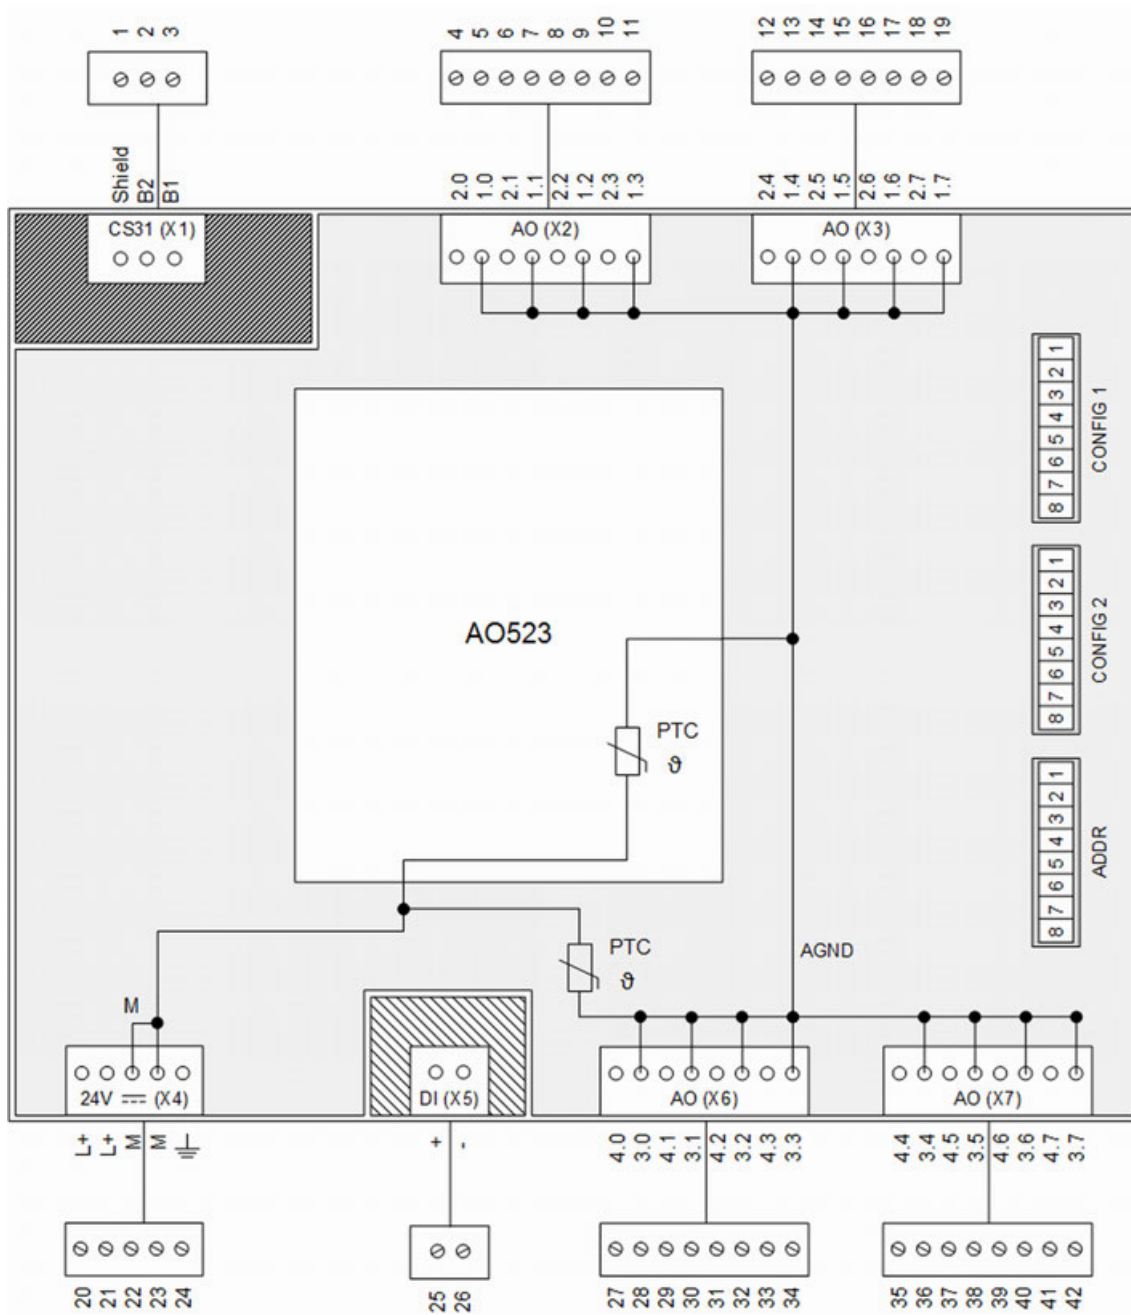 1 2 3
4 5 6 7 8 9 10 11
12 13 14 15 16 17 18 19
Shield B2 B1
2.0 1.0 2.1 1.1 2.2 1.2 2.3 1.3
2.4 1.4 2.5 1.5 2.6 1.6 2.7 1.7
CS31 (X1)
AO (X2)
AO (X3)
1 2 3 4 5 6 7 8
CONFIG 1
1 2 3 4 5 6 7 8
CONFIG 2
AO523
PTC
ϑ
1 2 3 4 5 6 7 8
ADDR
PTC
ϑ
AGND
M
24V (X4)
DI (X5)
AO (X6)
AO (X7)
L+ L+ M M
+ -
4.0 3.0 4.1 3.1 4.2 3.2 4.3 3.3
4.4 3.4 4.5 3.5 4.6 3.6 4.7 3.7
20 21 22 23 24
25 26
27 28 29 30 31 32 33 34
35 36 37 38 39 40 41 42